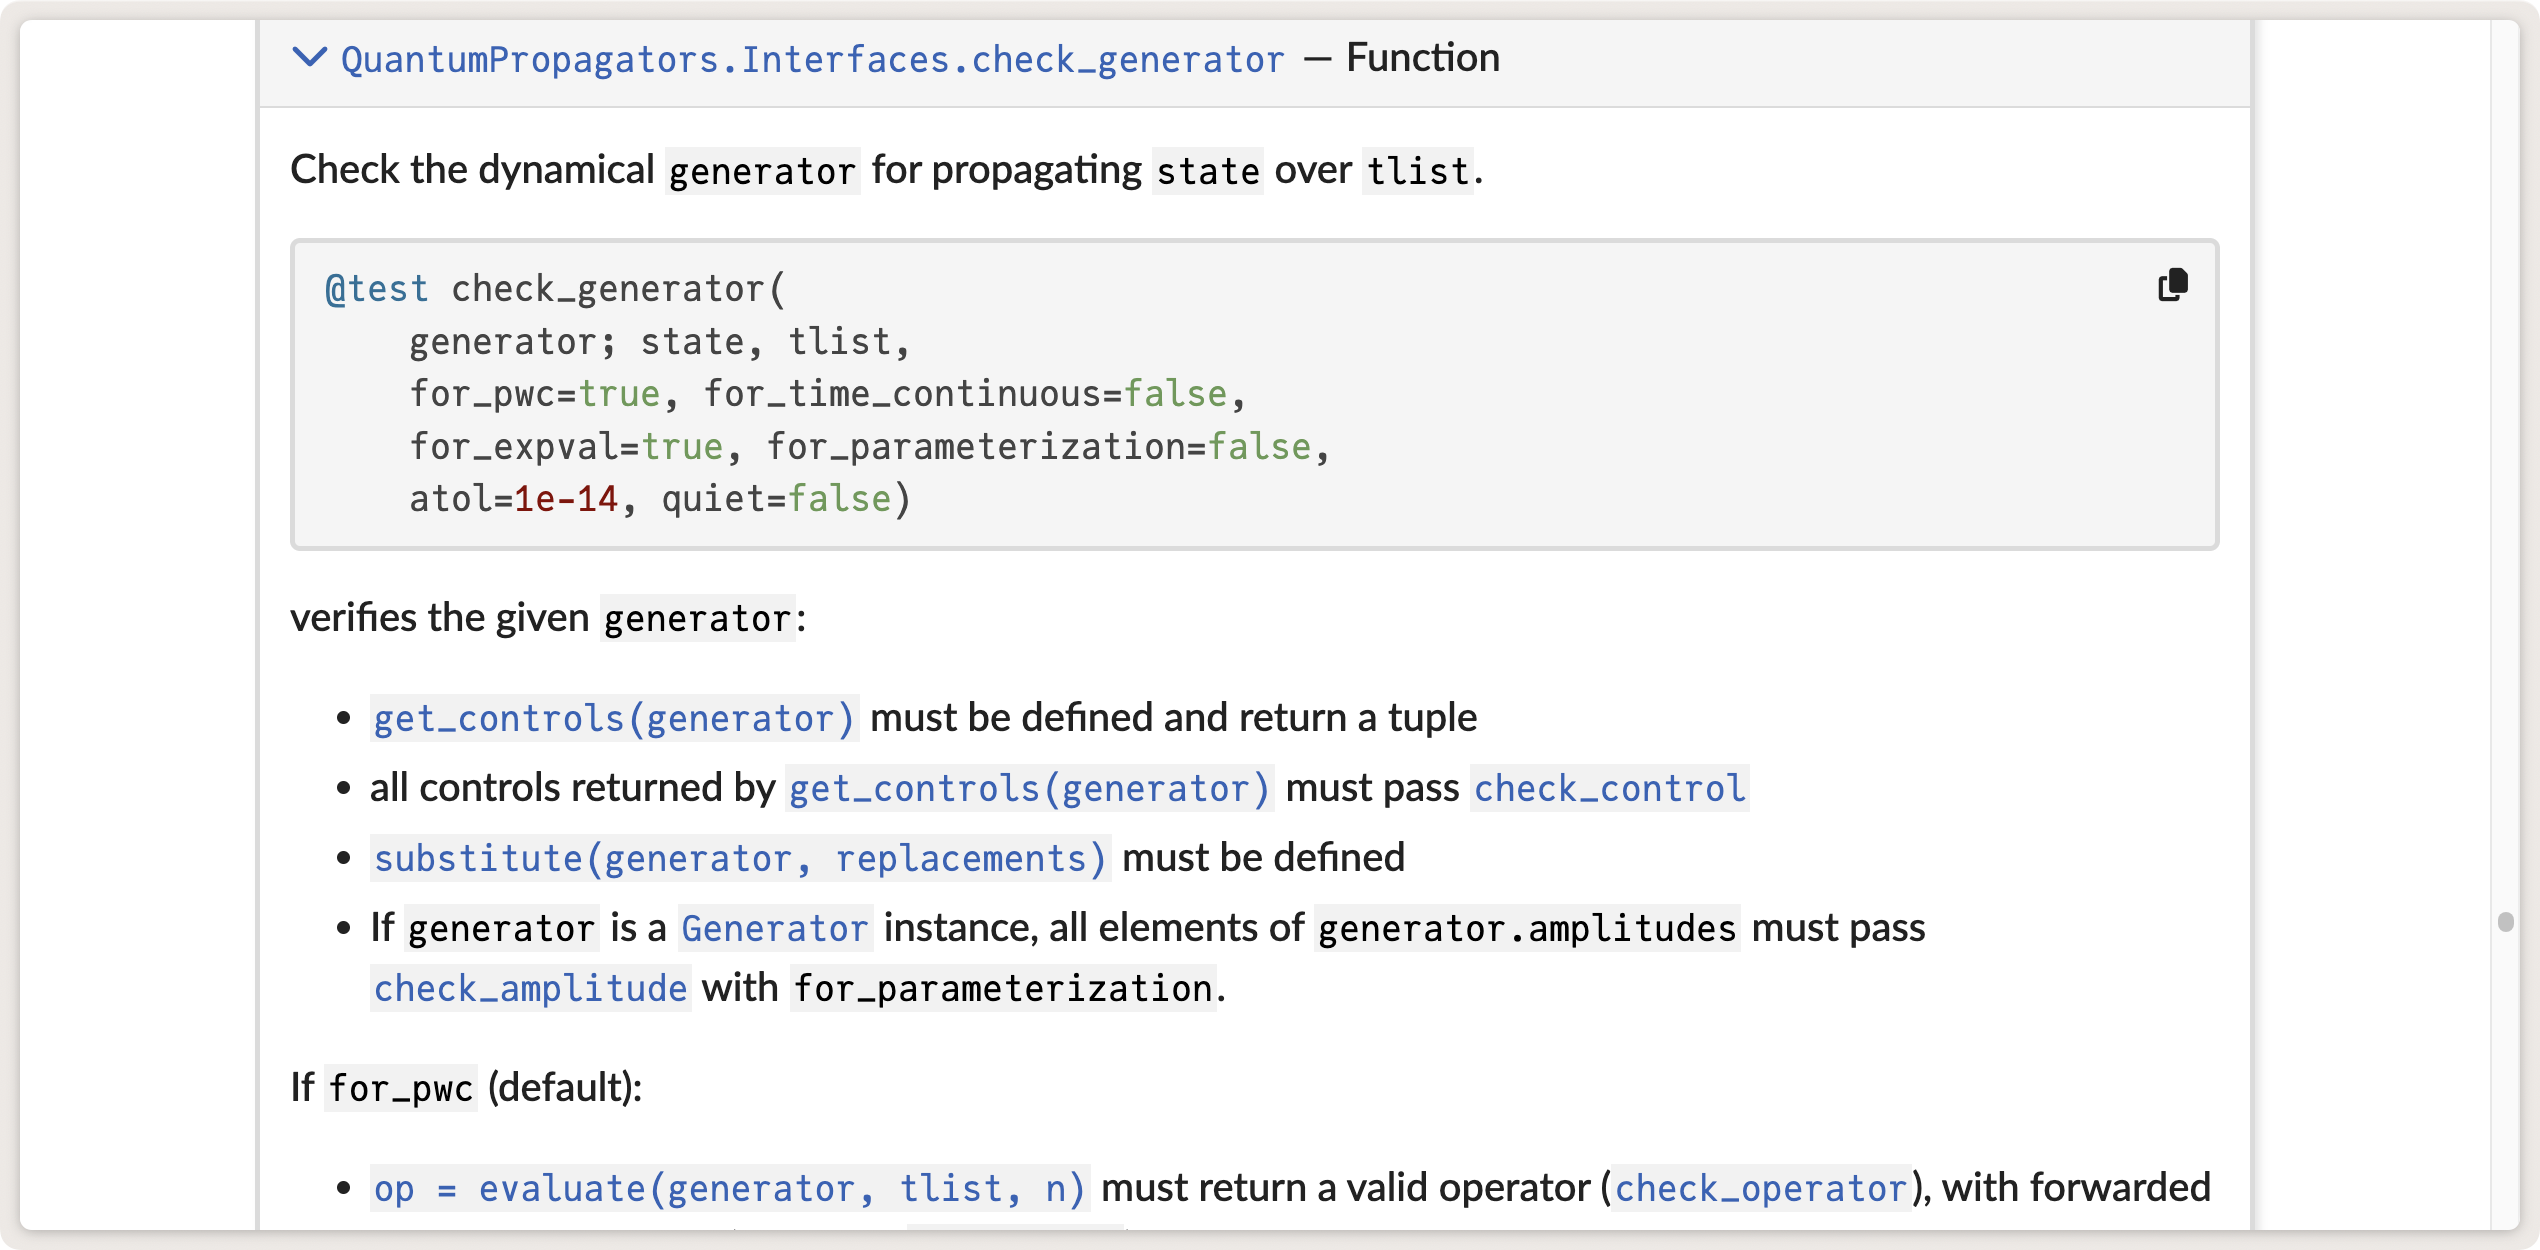 QuantumPropagators.Interfaces.check_generator — Function
Check the dynamical generator for propagating state over tlist.
@test check_generator(
    generator; state, tlist,
    for_pwc=true, for_time_continuous=false,
    for_expval=true, for_parameterization=false,
    atol=1e-14, quiet=false)
verifies the given generator:
• get_controls(generator) must be defined and return a tuple
• all controls returned by get_controls(generator) must pass check_control
• substitute(generator, replacements) must be defined
• If generator is a Generator instance, all elements of generator.amplitudes must pass
check_amplitude with for_parameterization.
If for_pwc (default):
• op = evaluate(generator, tlist, n) must return a valid operator (check_operator), with forwarded